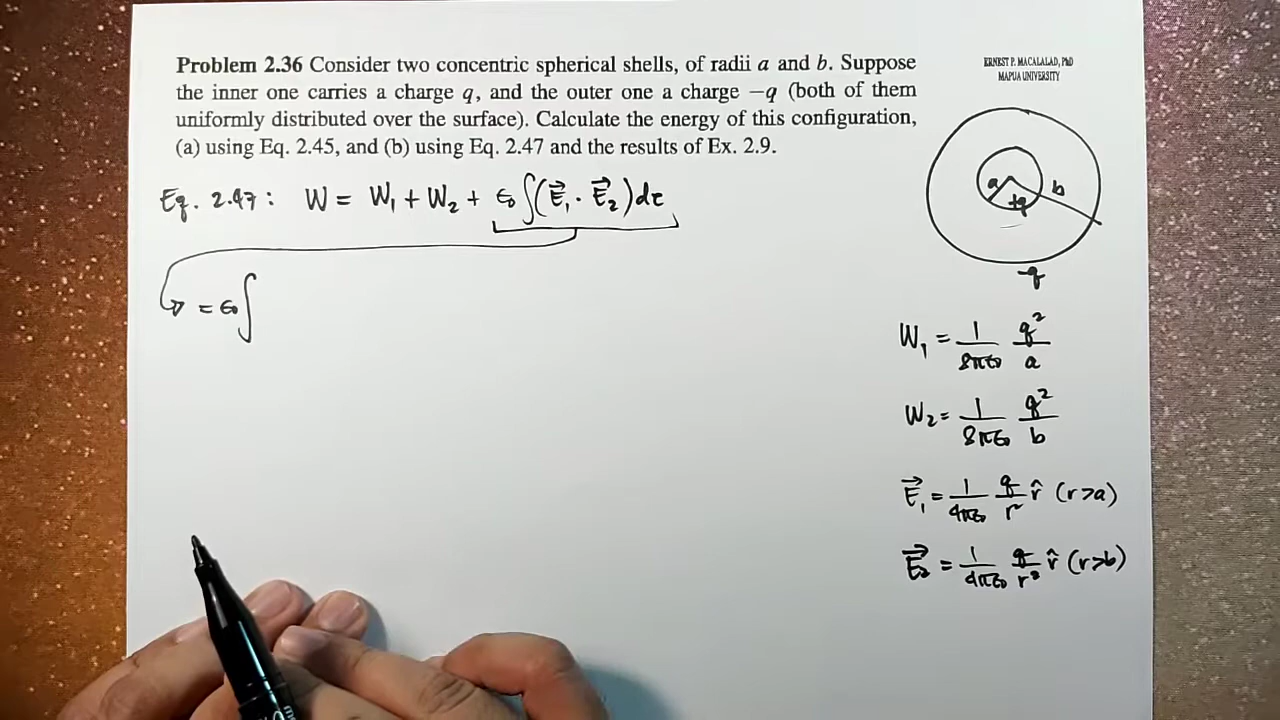 Problem 2.36 Consider two concentric spherical shells, of radii a and b. Suppose
the inner one carries a charge q, and the outer one a charge −q (both of them
uniformly distributed over the surface). Calculate the energy of this configuration,
(a) using Eq. 2.45, and (b) using Eq. 2.47 and the results of Ex. 2.9.
ERNEST P. MACALALAD, PhD
MAPUA UNIVERSITY
Eq. 2.47: W = W₁ + W₂ + ε₀ ∫(E⃗₁ · E⃗₂) dτ
= ε₀ ∫
a
b
+q
-q
W₁ = 1/8πε₀ q²/a
W₂ = 1/8πε₀ q²/b
E⃗₁ = 1/4πε₀ q/r² r̂ (r>a)
E⃗₂ = 1/4πε₀ q/r² r̂ (r>b)